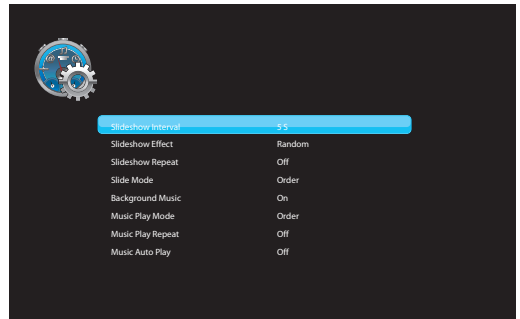 Slideshow Interval 5 S
Slideshow Effect Random
Slideshow Repeat Off
Slide Mode Order
Background Music On
Music Play Mode Order
Music Play Repeat Off
Music Auto Play Off